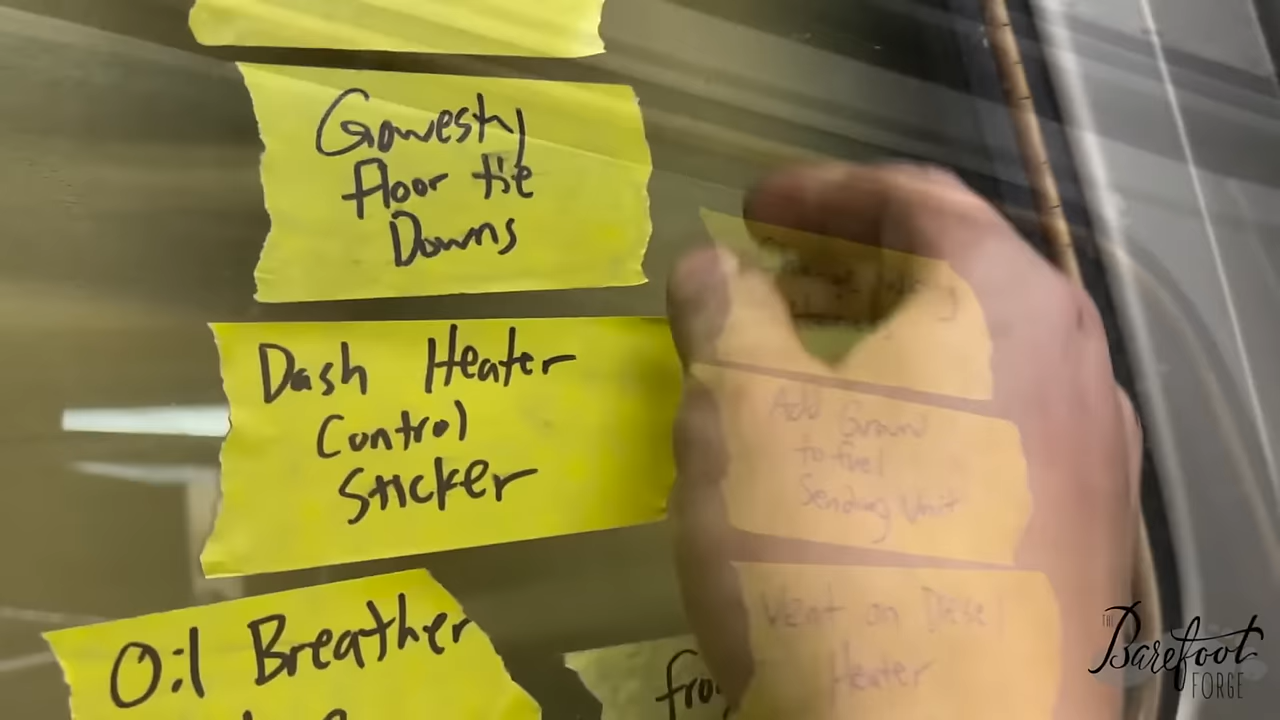 Gowesty
floor tie
Downs
Dash Heater
Control
Sticker
Oil Breather
Add Ground
to fuel
Sending Unit
Vent on Diesel
Heater
THE
Barefoot
FORGE